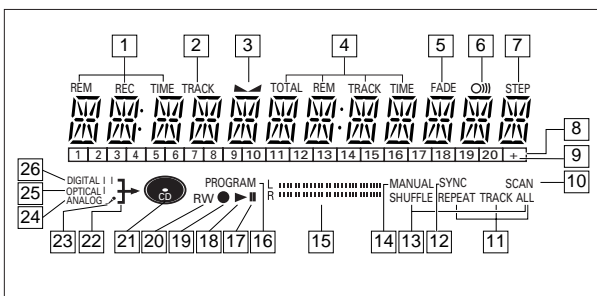 1 2 3 4 5 6 7
REM REC TIME TRACK TOTAL REM TRACK TIME FADE STEP
1 2 3 4 5 6 7 8 9 10 11 12 13 14 15 16 17 18 19 20 +
8
9
26 DIGITAL I I
25 OPTICAL I
24 ANALOG
CD
PROGRAM
RW
L
R
MANUAL SYNC SCAN
SHUFFLE REPEAT TRACK ALL
10
23 22 21 20 19 18 17 16 15 14 13 12 11